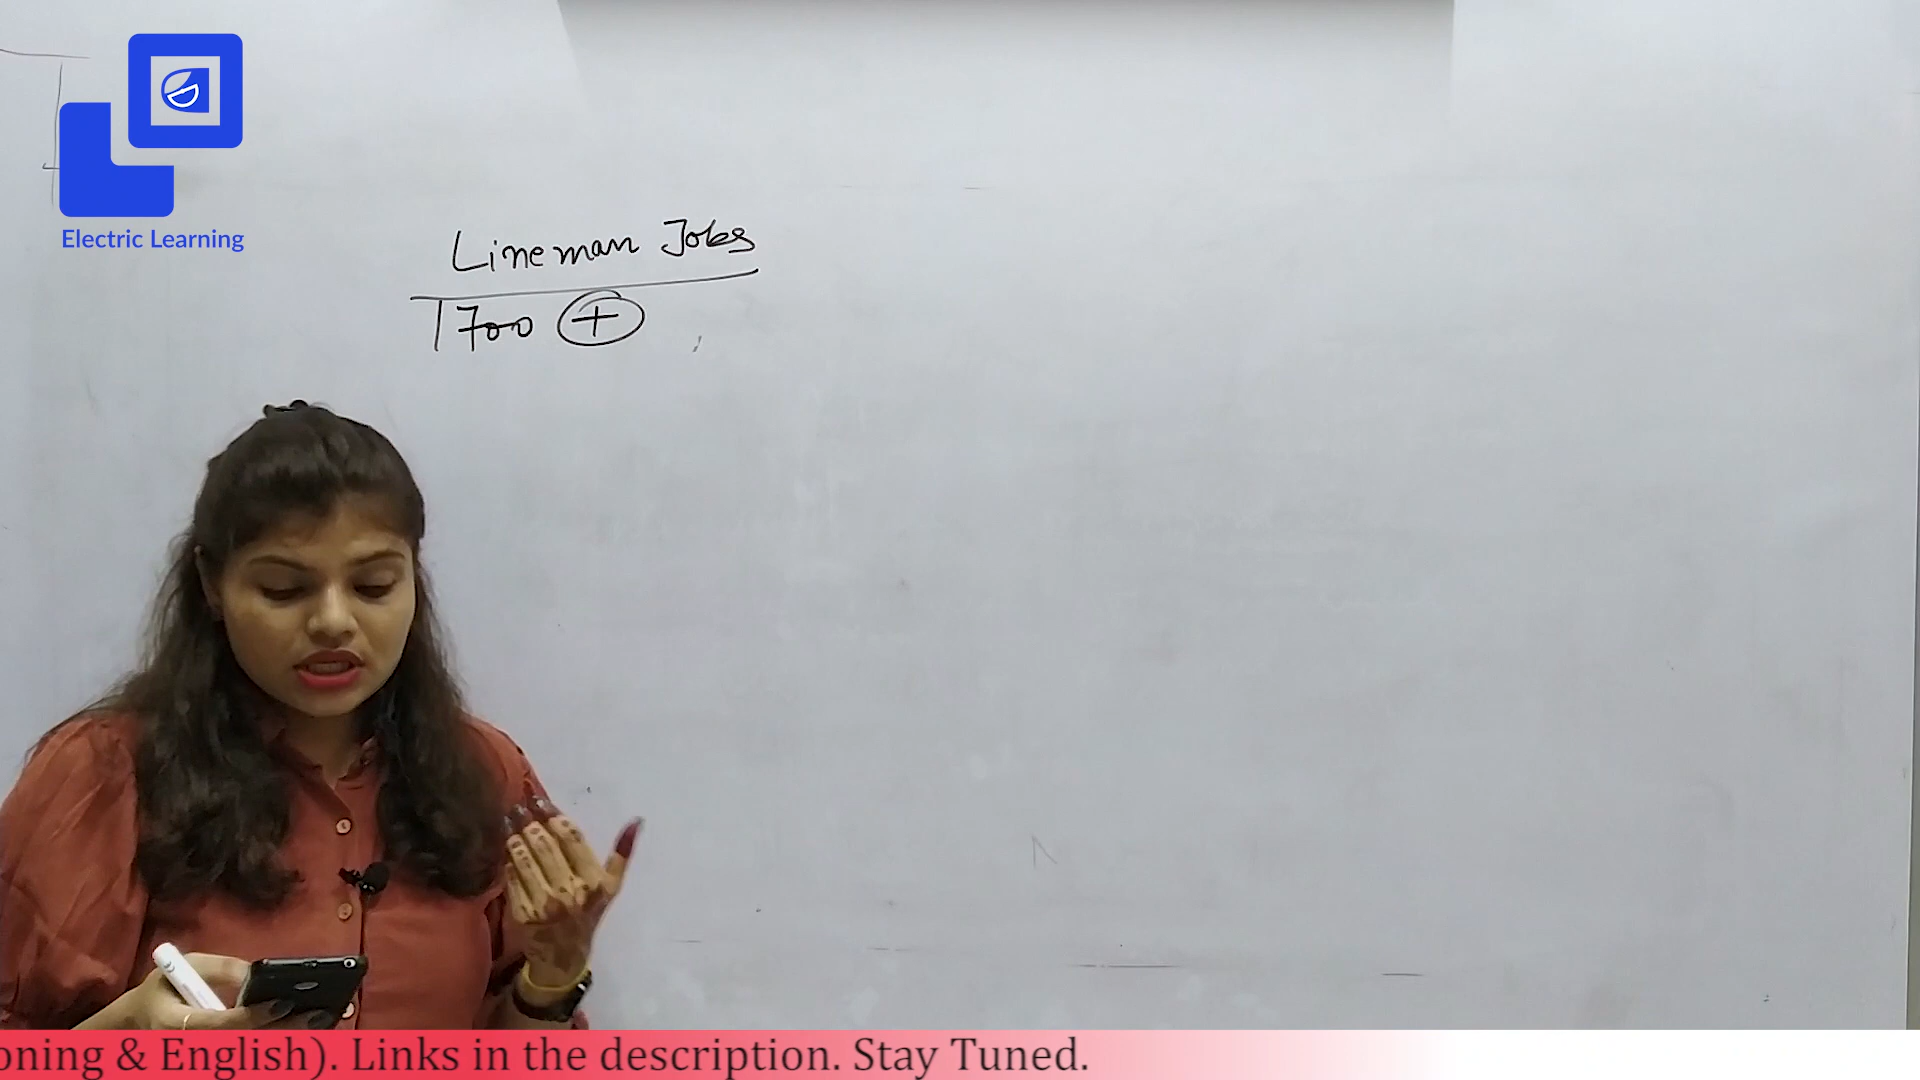 Electric Learning
Lineman Jobs
1700 +
oning & English). Links in the description. Stay Tuned.